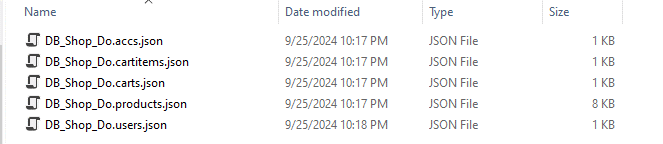 Name Date modified Type Size
DB_Shop_Do.accs.json 9/25/2024 10:17 PM JSON File 1 KB
DB_Shop_Do.cartitems.json 9/25/2024 10:17 PM JSON File 1 KB
DB_Shop_Do.carts.json 9/25/2024 10:17 PM JSON File 1 KB
DB_Shop_Do.products.json 9/25/2024 10:17 PM JSON File 8 KB
DB_Shop_Do.users.json 9/25/2024 10:18 PM JSON File 1 KB